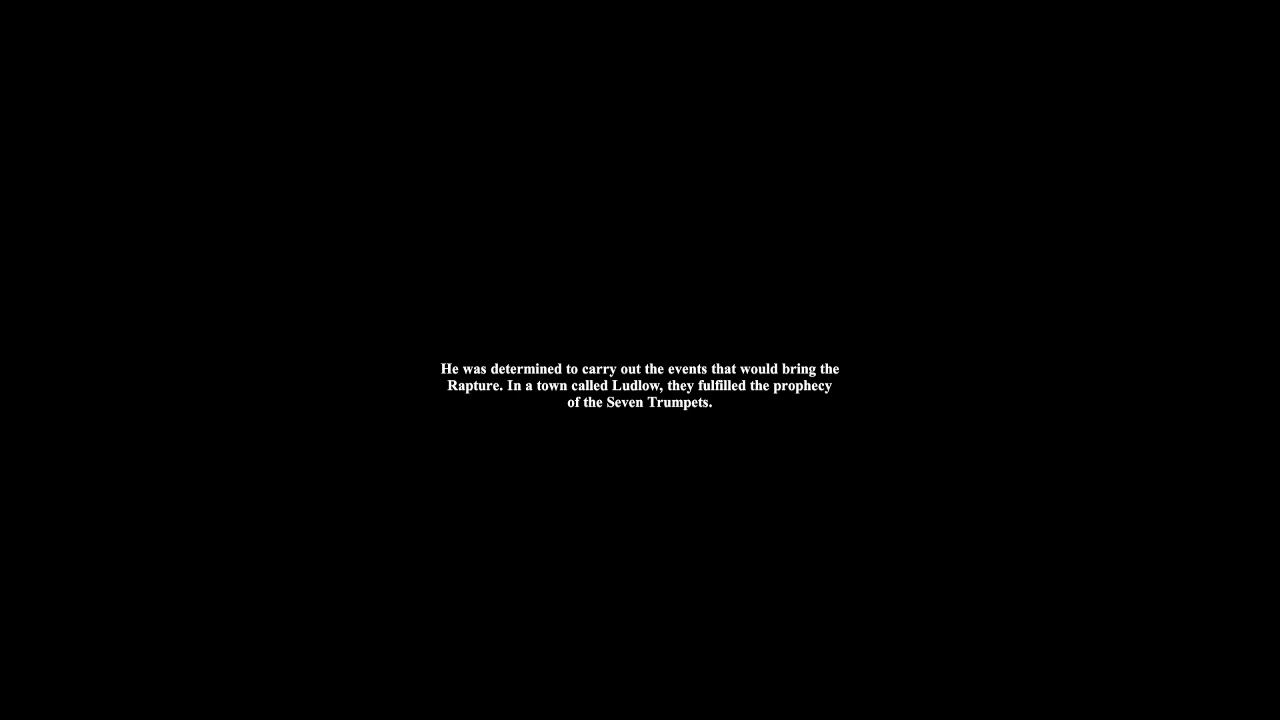 He was determined to carry out the events that would bring the
Rapture. In a town called Ludlow, they fulfilled the prophecy
of the Seven Trumpets.